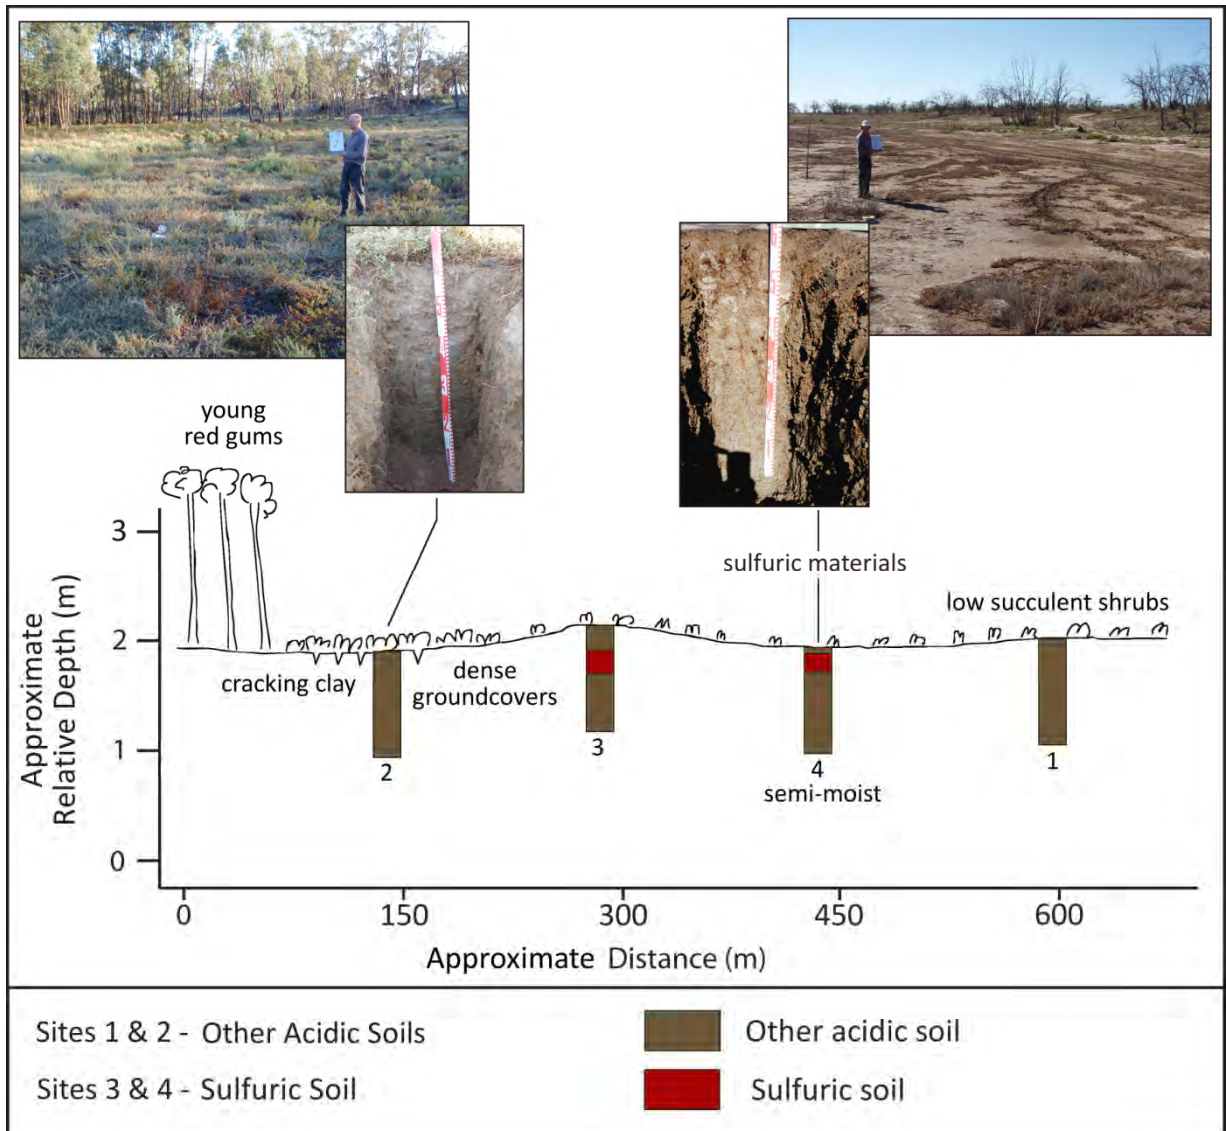 young
red gums
sulfuric materials
low succulent shrubs
cracking clay
dense
groundcovers
2
3
4
semi-moist
1
Approximate
Relative Depth (m)
3
2
1
0
0
150
300
450
600
Approximate Distance (m)
Sites 1 & 2 - Other Acidic Soils
Other acidic soil
Sites 3 & 4 - Sulfuric Soil
Sulfuric soil